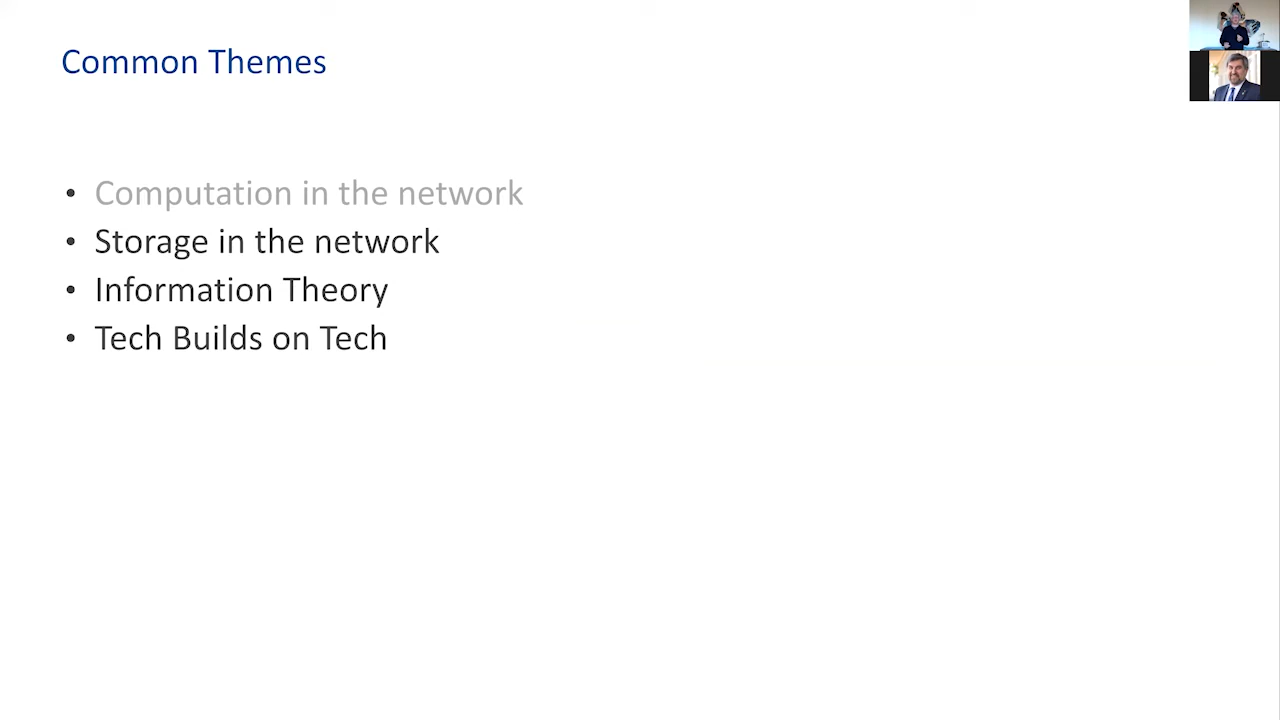 Common Themes
• Computation in the network
• Storage in the network
• Information Theory
• Tech Builds on Tech